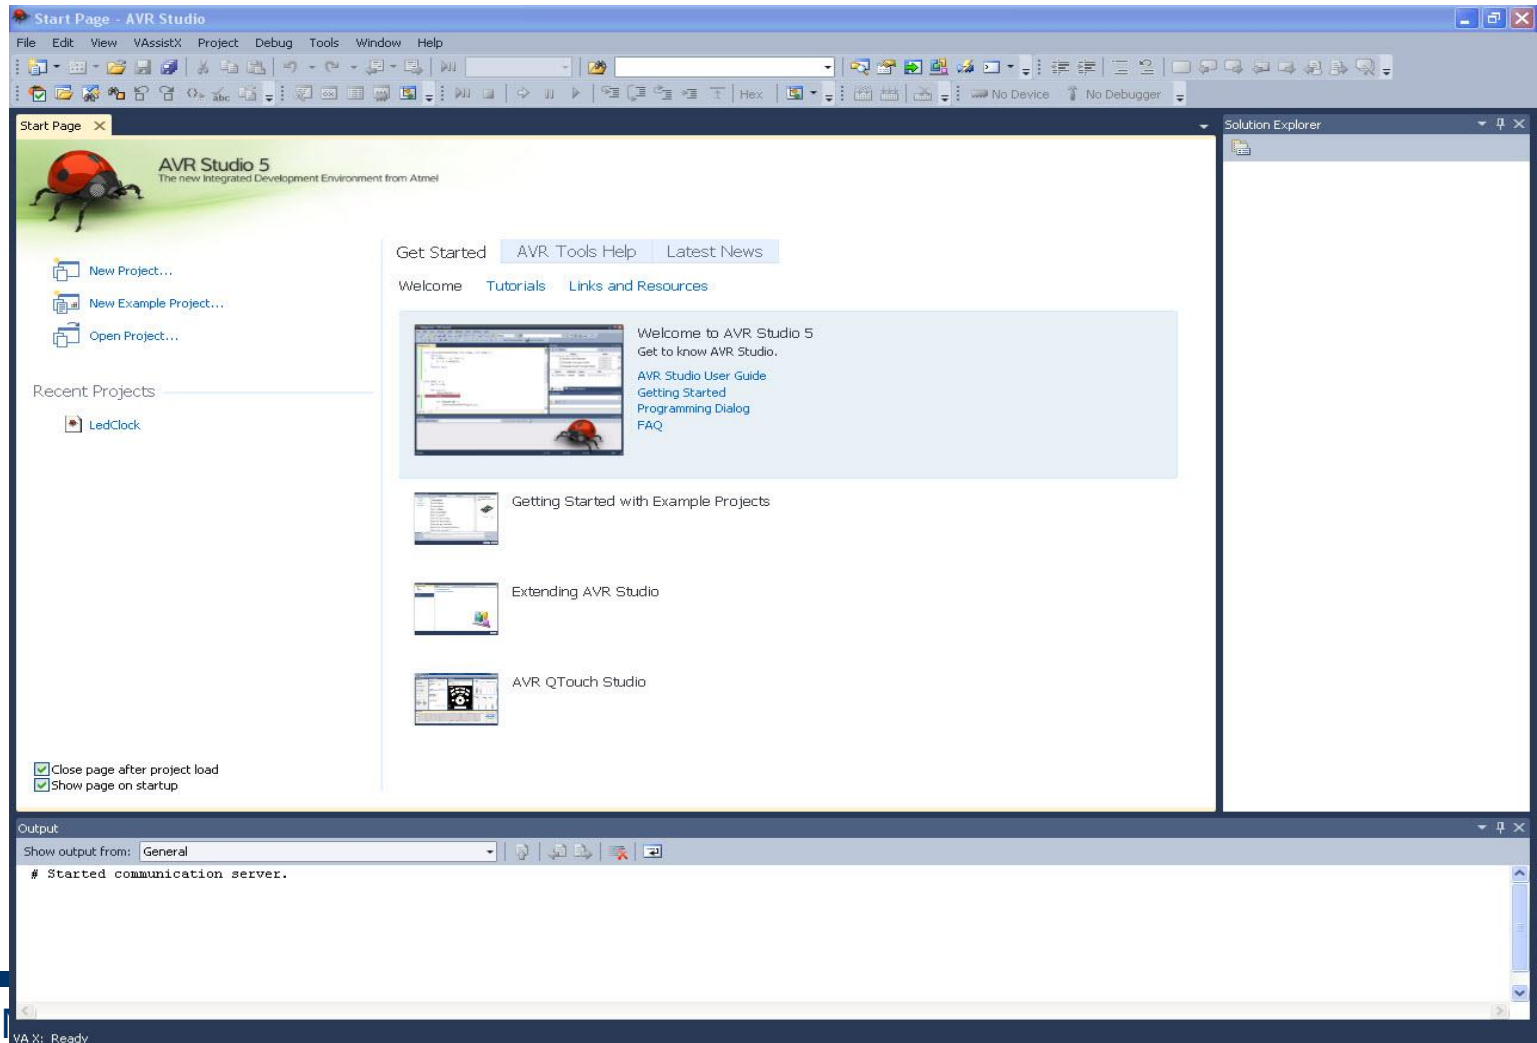 Start Page - AVR Studio
File Edit View VAssistX Project Debug Tools Window Help
Hex
No Device No Debugger
Start Page
Solution Explorer
AVR Studio 5
The new Integrated Development Environment from Atmel
New Project...
New Example Project...
Open Project...
Recent Projects
LedClock
Get Started AVR Tools Help Latest News
Welcome Tutorials Links and Resources
Welcome to AVR Studio 5
Get to know AVR Studio.
AVR Studio User Guide
Getting Started
Programming Dialog
FAQ
Getting Started with Example Projects
Extending AVR Studio
AVR QTouch Studio
Close page after project load
Show page on startup
Output
Show output from: General
# Started communication server.
VA X: Ready